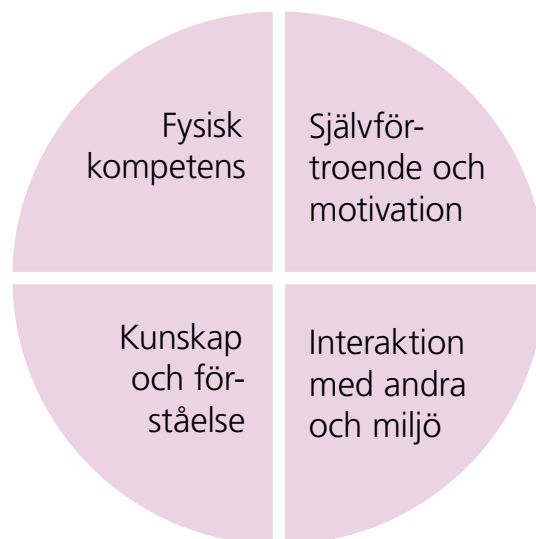 Fysisk
kompetens
Självför-
troende och
motivation
Kunskap
och för-
ståelse
Interaktion
med andra
och miljö